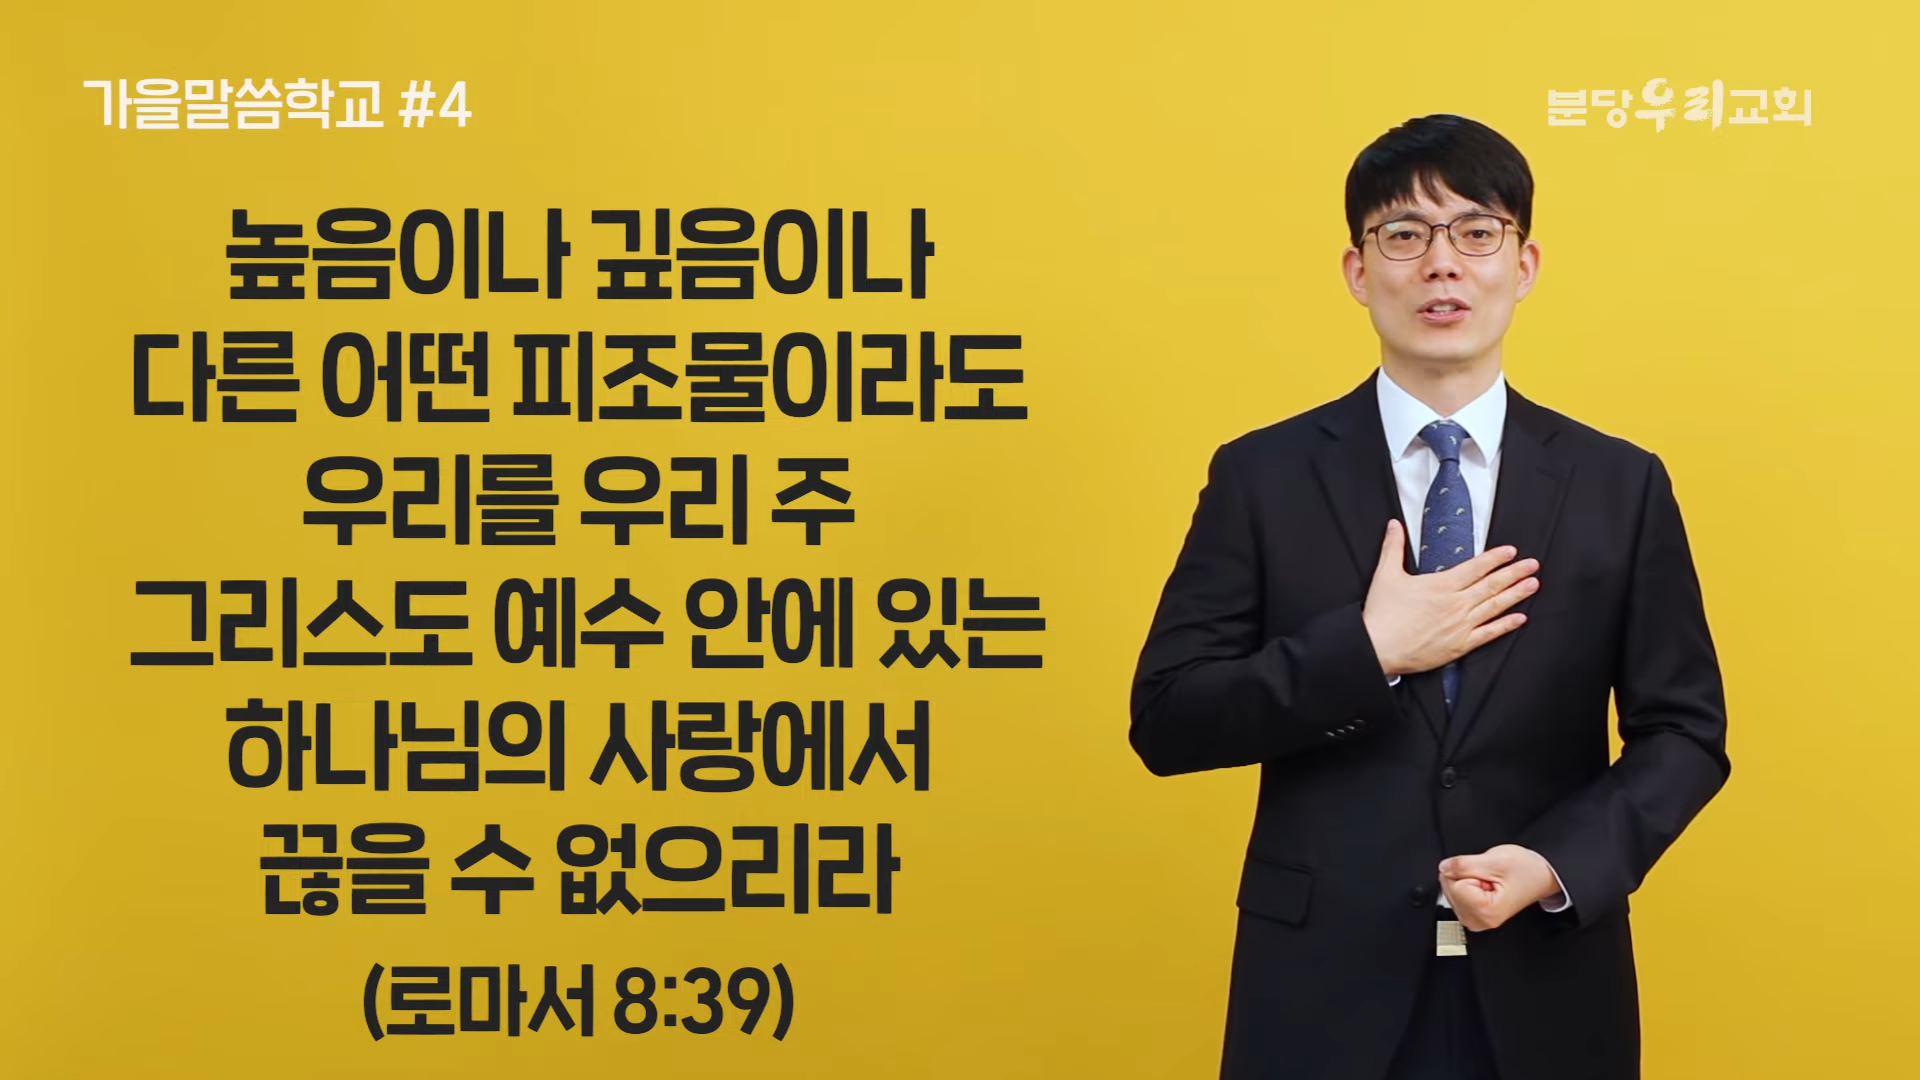 가을말씀학교 #4
분당우리교회
높음이나 깊음이나
다른 어떤 피조물이라도
우리를 우리 주
그리스도 예수 안에 있는
하나님의 사랑에서
끊을 수 없으리라
(로마서 8:39)